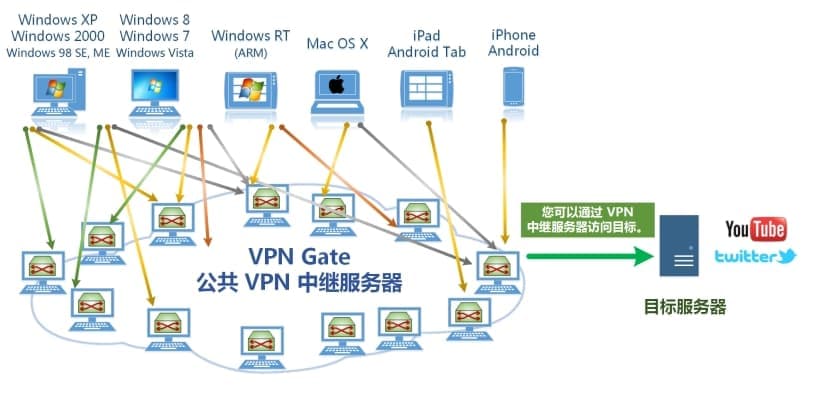 Windows XP
Windows 2000
Windows 98 SE, ME
Windows 8
Windows 7
Windows Vista
Windows RT
(ARM)
Mac OS X
iPad
Android Tab
iPhone
Android
VPN Gate
公共 VPN 中继服务器
您可以通过 VPN
中继服务器访问目标。
YouTube
twitter
目标服务器